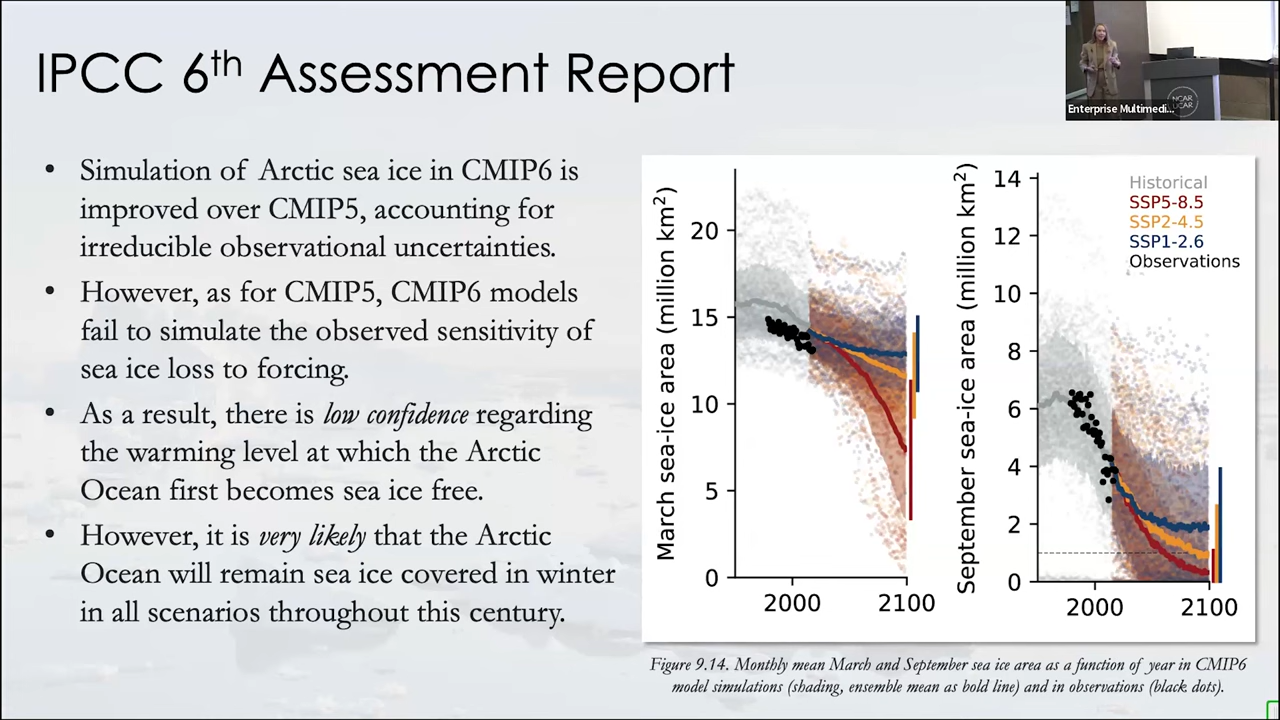 IPCC 6th Assessment Report
Enterprise Multimedi...
NCAR
UCAR
• Simulation of Arctic sea ice in CMIP6 is
improved over CMIP5, accounting for
irreducible observational uncertainties.
• However, as for CMIP5, CMIP6 models
fail to simulate the observed sensitivity of
sea ice loss to forcing.
• As a result, there is low confidence regarding
the warming level at which the Arctic
Ocean first becomes sea ice free.
• However, it is very likely that the Arctic
Ocean will remain sea ice covered in winter
in all scenarios throughout this century.
March sea-ice area (million km²)
20
15
10
5
0
2000 2100
September sea-ice area (million km²)
14
12
10
8
6
4
2
0
2000 2100
Historical
SSP5-8.5
SSP2-4.5
SSP1-2.6
Observations
Figure 9.14. Monthly mean March and September sea ice area as a function of year in CMIP6
model simulations (shading, ensemble mean as bold line) and in observations (black dots).